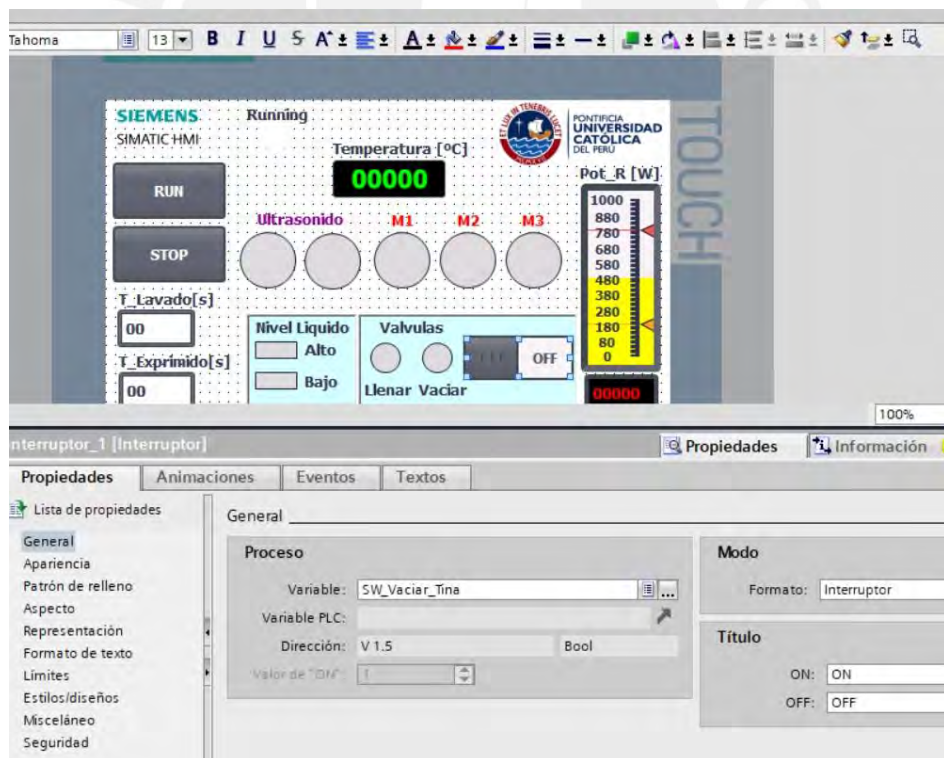 Tahoma 13 B I U S A A
SIEMENS Running
SIMATIC HMI
ET LUX IN TENEBRIS LUCET
PONTIFICIA
UNIVERSIDAD
CATÓLICA
DEL PERÚ
TOUCH
Temperatura [ºC]
00000
Pot_R [W]
RUN
STOP
Ultrasonido M1 M2 M3
1000
880
780
680
580
480
380
280
180
80
0
T_Lavado[s]
00
T_Exprimido[s]
00
Nivel Liquido
Alto
Bajo
Valvulas
OFF
Llenar Vaciar
00000
100%
Interruptor_1 [Interruptor]
Propiedades Información
Propiedades Animaciones Eventos Textos
Lista de propiedades
General
Apariencia
Patrón de relleno
Aspecto
Representación
Formato de texto
Límites
Estilos/diseños
Misceláneo
Seguridad
General
Proceso
Variable: SW_Vaciar_Tina ...
Variable PLC:
Dirección: V 1.5 Bool
Valor de "ON": 1
Modo
Formato: Interruptor
Título
ON: ON
OFF: OFF